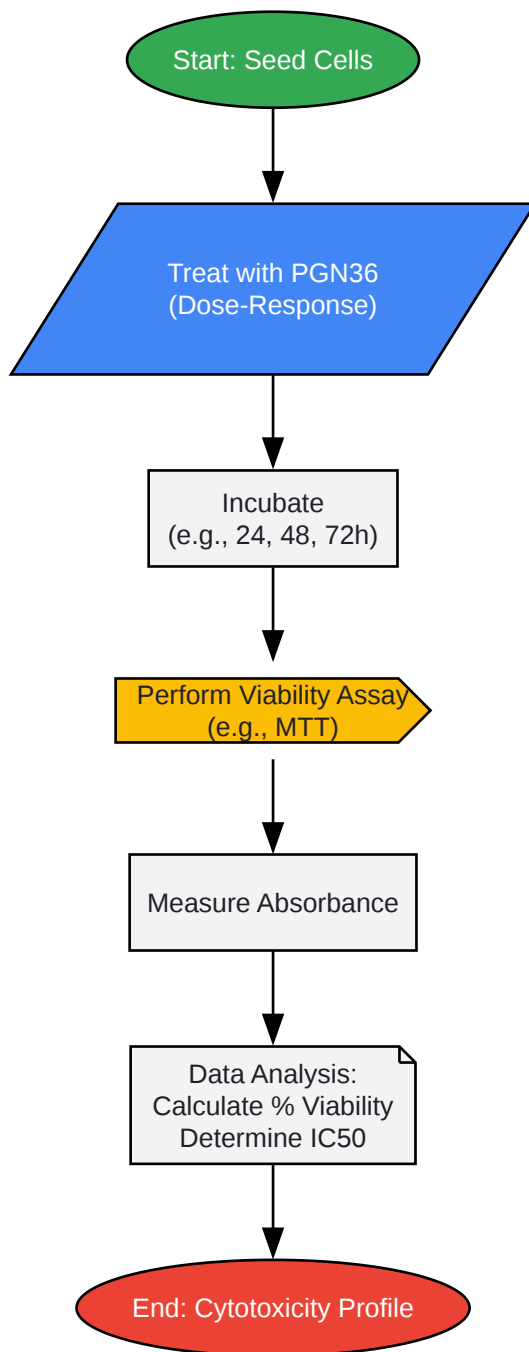 Start: Seed Cells
Treat with PGN36
(Dose-Response)
Incubate
(e.g., 24, 48, 72h)
Perform Viability Assay
(e.g., MTT)
Measure Absorbance
Data Analysis:
Calculate % Viability
Determine IC50
End: Cytotoxicity Profile